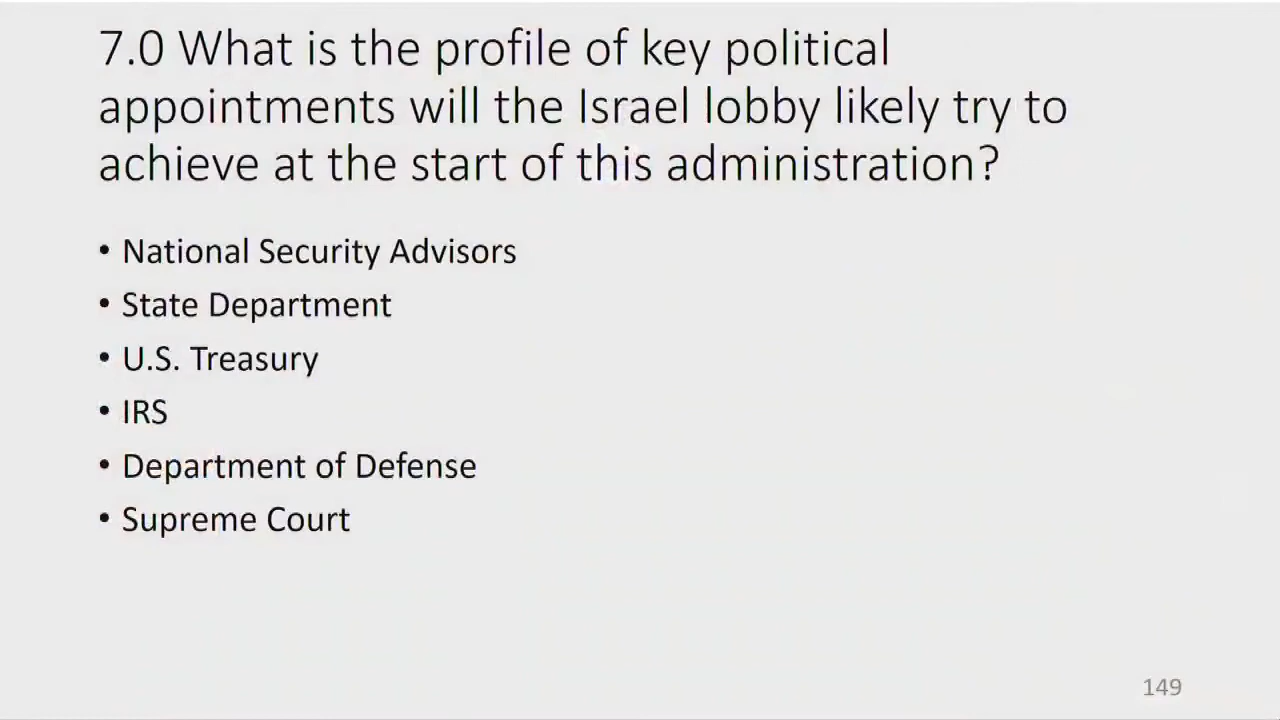 7.0 What is the profile of key political
appointments will the Israel lobby likely try to
achieve at the start of this administration?
• National Security Advisors
• State Department
• U.S. Treasury
• IRS
• Department of Defense
• Supreme Court
149